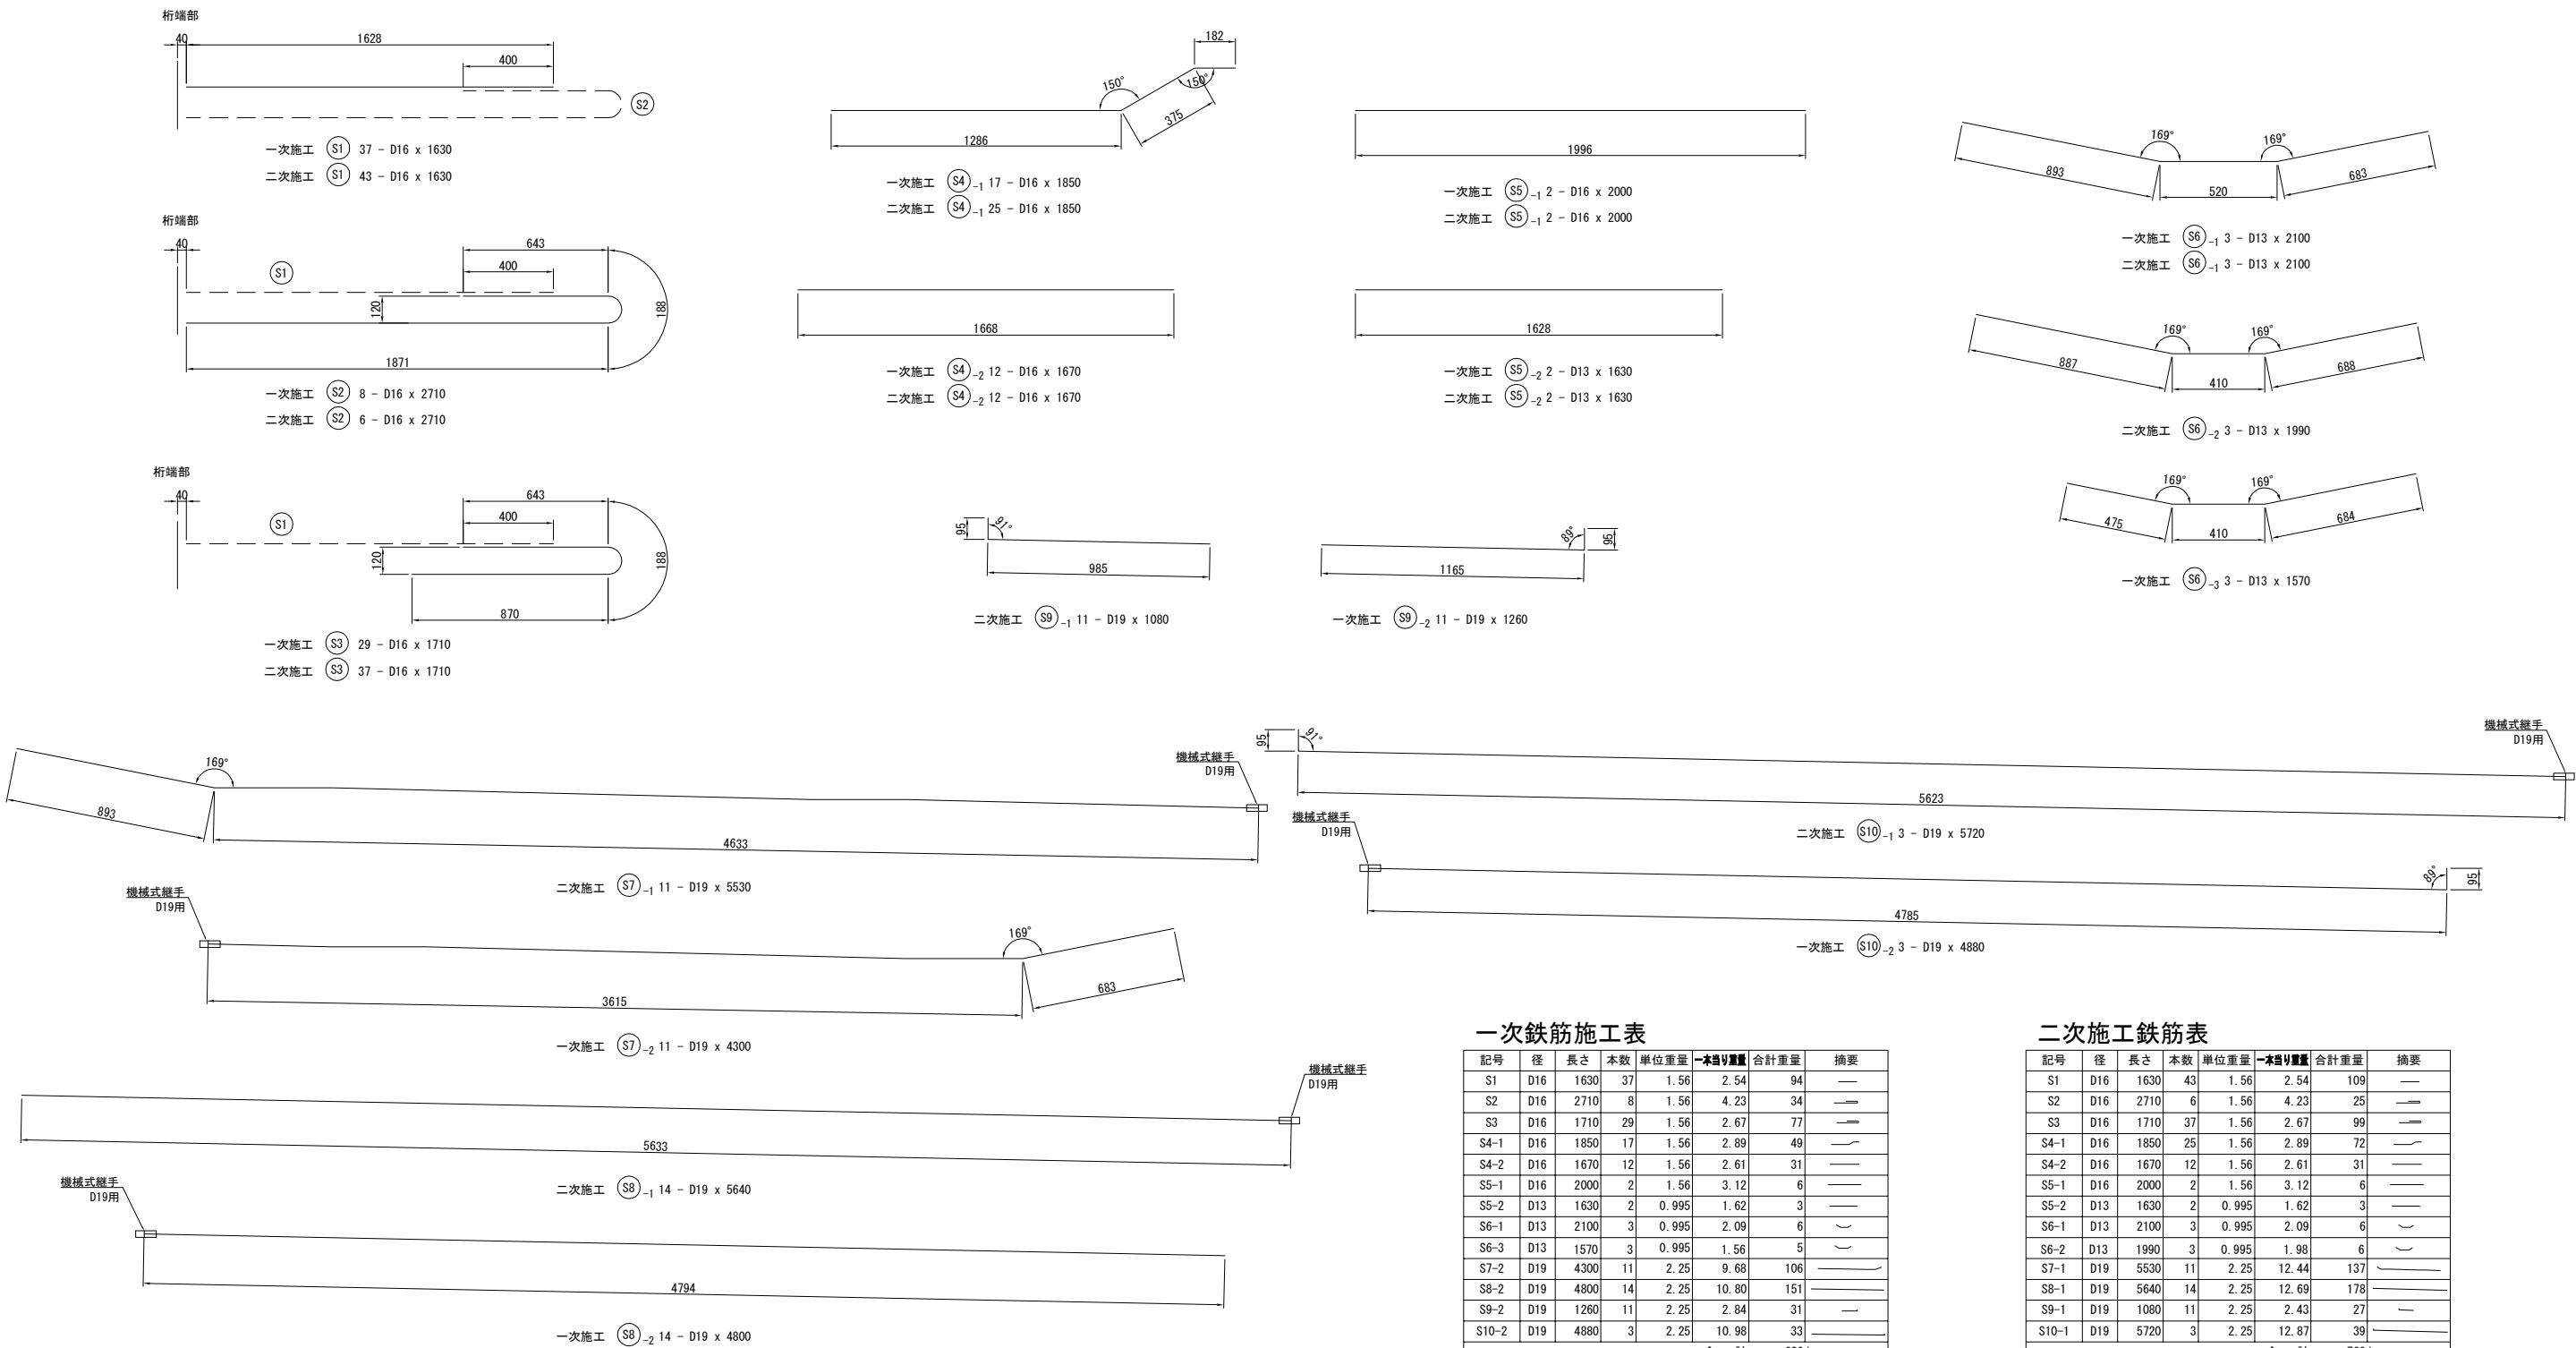 桁端部
40
1628
400
S2
一次施工 S1 37 - D16 x 1630
二次施工 S1 43 - D16 x 1630
桁端部
40
643
400
S1
120
188
1871
一次施工 S2 8 - D16 x 2710
二次施工 S2 6 - D16 x 2710
桁端部
40
643
400
S1
120
188
870
一次施工 S3 29 - D16 x 1710
二次施工 S3 37 - D16 x 1710
182
150°
150°
375
1286
一次施工 S4-1 17 - D16 x 1850
二次施工 S4-1 25 - D16 x 1850
1668
一次施工 S4-2 12 - D16 x 1670
二次施工 S4-2 12 - D16 x 1670
1996
一次施工 S5-1 2 - D16 x 2000
二次施工 S5-1 2 - D16 x 2000
1628
一次施工 S5-2 2 - D13 x 1630
二次施工 S5-2 2 - D13 x 1630
169°
169°
893
520
683
一次施工 S6-1 3 - D13 x 2100
二次施工 S6-1 3 - D13 x 2100
169°
169°
887
410
688
二次施工 S6-2 3 - D13 x 1990
169°
169°
475
410
684
一次施工 S6-3 3 - D13 x 1570
95
91°
985
二次施工 S9-1 11 - D19 x 1080
89°
95
1165
一次施工 S9-2 11 - D19 x 1260
169°
893
機械式継手
D19用
4633
二次施工 S7-1 11 - D19 x 5530
機械式継手
D19用
169°
3615
683
一次施工 S7-2 11 - D19 x 4300
機械式継手
D19用
5633
二次施工 S8-1 14 - D19 x 5640
機械式継手
D19用
4794
一次施工 S8-2 14 - D19 x 4800
95
91°
機械式継手
D19用
5623
二次施工 S10-1 3 - D19 x 5720
機械式継手
D19用
89°
95
4785
一次施工 S10-2 3 - D19 x 4880
一次鉄筋施工表
記号 径 長さ 本数 単位重量 一本当り重量 合計重量 摘要
S1 D16 1630 37 1.56 2.54 94
S2 D16 2710 8 1.56 4.23 34
S3 D16 1710 29 1.56 2.67 77
S4-1 D16 1850 17 1.56 2.89 49
S4-2 D16 1670 12 1.56 2.61 31
S5-1 D16 2000 2 1.56 3.12 6
S5-2 D13 1630 2 0.995 1.62 3
S6-1 D13 2100 3 0.995 2.09 6
S6-3 D13 1570 3 0.995 1.56 5
S7-2 D19 4300 11 2.25 9.68 106
S8-2 D19 4800 14 2.25 10.80 151
S9-2 D19 1260 11 2.25 2.84 31
S10-2 D19 4880 3 2.25 10.98 33
二次施工鉄筋表
記号 径 長さ 本数 単位重量 一本当り重量 合計重量 摘要
S1 D16 1630 43 1.56 2.54 109
S2 D16 2710 6 1.56 4.23 25
S3 D16 1710 37 1.56 2.67 99
S4-1 D16 1850 25 1.56 2.89 72
S4-2 D16 1670 12 1.56 2.61 31
S5-1 D16 2000 2 1.56 3.12 6
S5-2 D13 1630 2 0.995 1.62 3
S6-1 D13 2100 3 0.995 2.09 6
S6-2 D13 1990 3 0.995 1.98 6
S7-1 D19 5530 11 2.25 12.44 137
S8-1 D19 5640 14 2.25 12.69 178
S9-1 D19 1080 11 2.25 2.43 27
S10-1 D19 5720 3 2.25 12.87 39